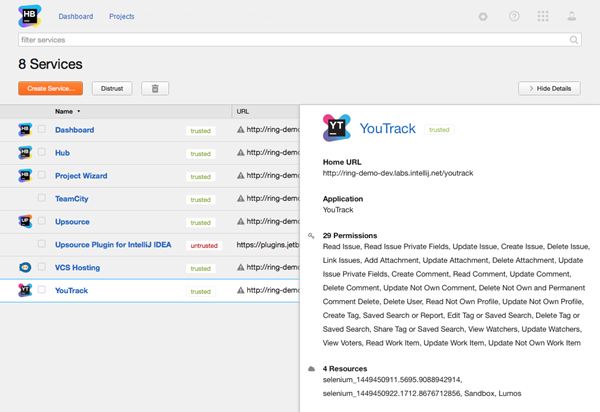 HB
Dashboard Projects
filter services
8 Services
Create Service... Distrust Hide Details
Name URL
HB Dashboard trusted http://ring-demo
HB Hub trusted http://ring-demo
HB Project Wizard trusted http://ring-demo
TeamCity trusted http://ring-demo
UP Upsource trusted http://ring-demo
Upsource Plugin for IntelliJ IDEA untrusted https://plugins.jetb
VCS Hosting trusted http://ring-demo
YT YouTrack trusted http://ring-demo
YT YouTrack trusted
Home URL
http://ring-demo-dev.labs.intellij.net/youtrack
Application
YouTrack
29 Permissions
Read Issue, Read Issue Private Fields, Update Issue, Create Issue, Delete Issue,
Link Issues, Add Attachment, Update Attachment, Delete Attachment, Update
Issue Private Fields, Create Comment, Read Comment, Update Comment,
Delete Comment, Update Not Own Comment, Delete Not Own and Permanent
Comment Delete, Delete User, Read Not Own Profile, Update Not Own Profile,
Create Tag, Saved Search or Report, Edit Tag or Saved Search, Delete Tag or
Saved Search, Share Tag or Saved Search, View Watchers, Update Watchers,
View Voters, Read Work Item, Update Work Item, Update Not Own Work Item
4 Resources
selenium_1449450911.5695.9088942914,
selenium_1449450922.1712.8676712856, Sandbox, Lumos